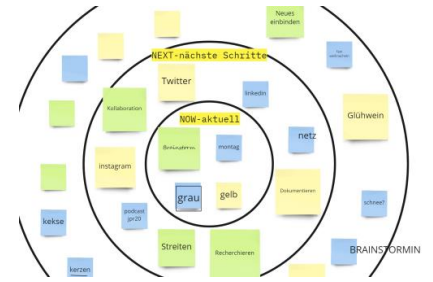 Neues
einbinden
NEXT-nächste Schritte
Twitter
linkedin
Kollaboration
NOW-aktuell
Glühwein
netz
montag
instagram
Dokumentieren
grau
gelb
schnee?
podcast
kekse
Streiten
Recherchieren
BRAINSTORMIN
kerzen